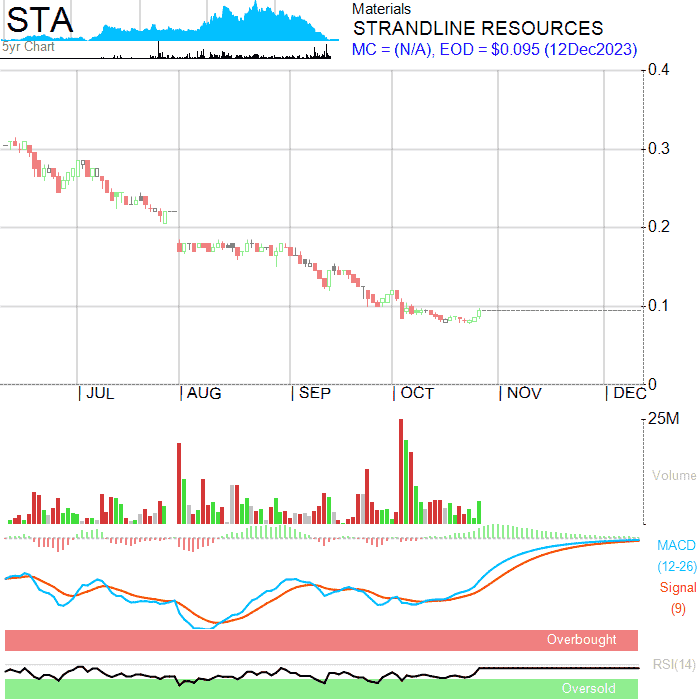 STA
5yr Chart
Materials
STRANDLINE RESOURCES
MC = (N/A), EOD = $0.095 (12Dec2023)
0.4
0.3
0.2
0.1
0
JUL AUG SEP OCT NOV DEC
25M
Volume
MACD
(12-26)
Signal
(9)
Overbought
RSI(14)
Oversold